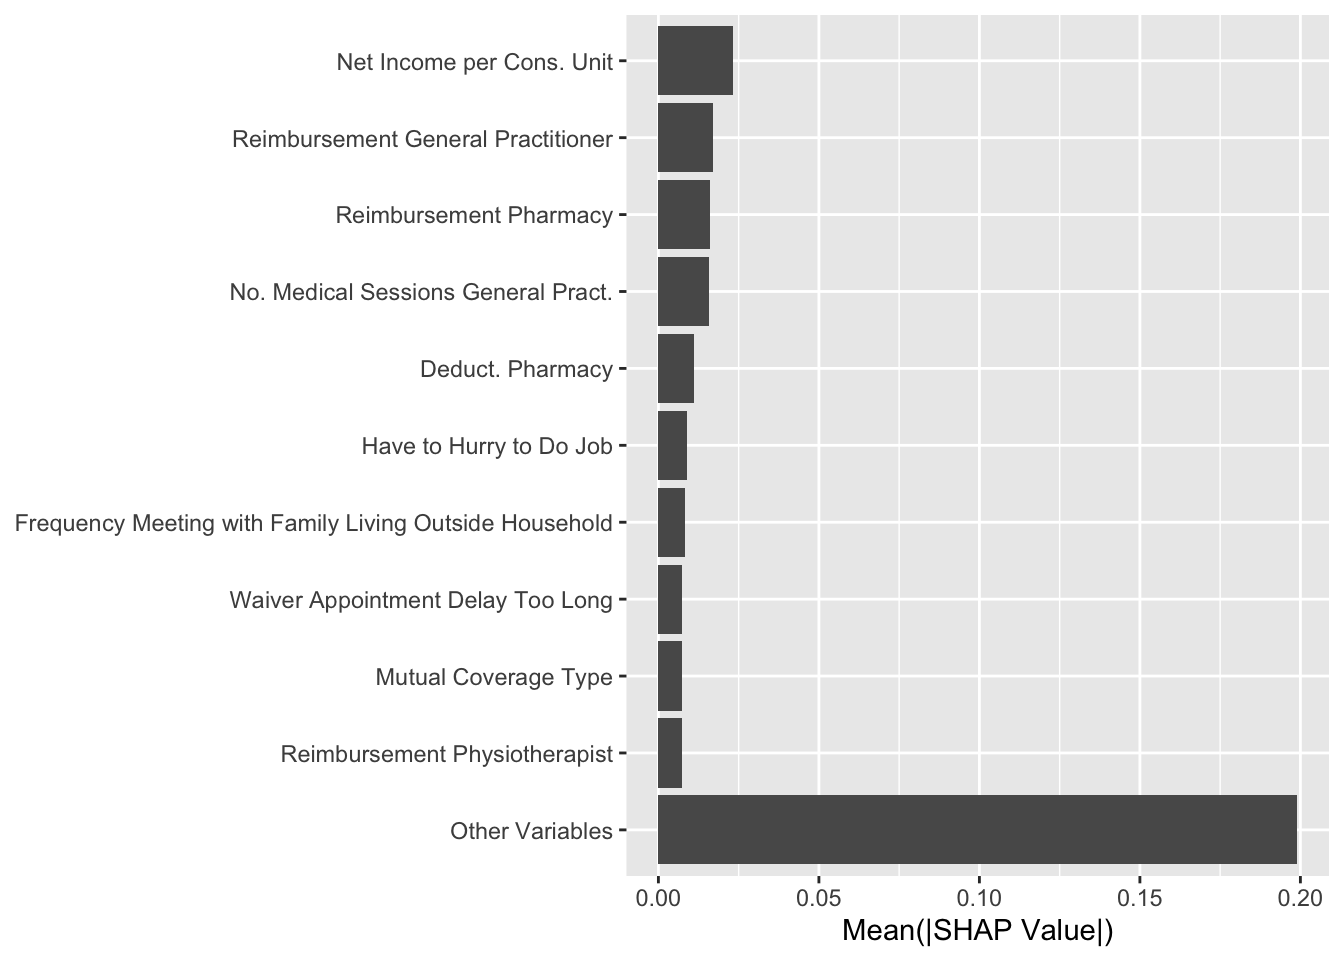 Net Income per Cons. Unit
Reimbursement General Practitioner
Reimbursement Pharmacy
No. Medical Sessions General Pract.
Deduct. Pharmacy
Have to Hurry to Do Job
Frequency Meeting with Family Living Outside Household
Waiver Appointment Delay Too Long
Mutual Coverage Type
Reimbursement Physiotherapist
Other Variables
0.00 0.05 0.10 0.15 0.20
Mean(|SHAP Value|)